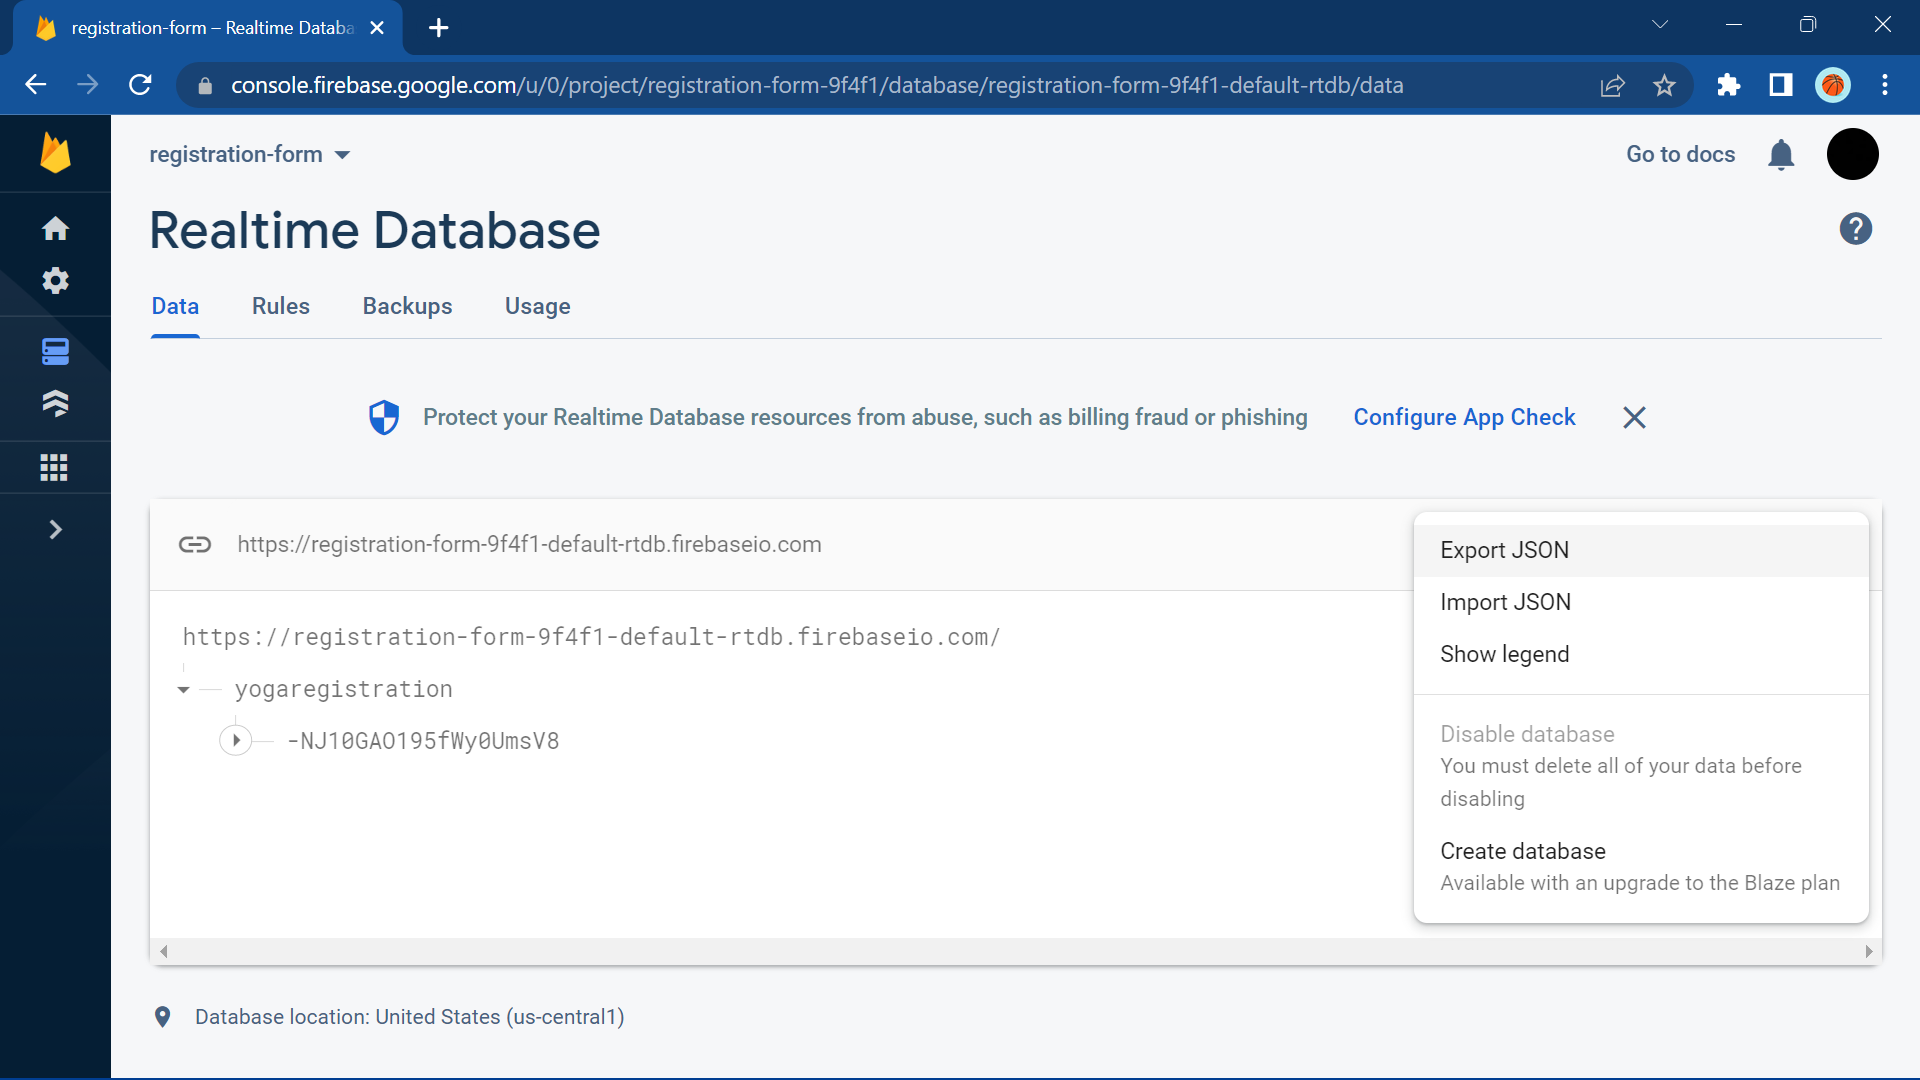 registration-form – Realtime Databa
console.firebase.google.com/u/0/project/registration-form-9f4f1/database/registration-form-9f4f1-default-rtdb/data
registration-form
Go to docs
Realtime Database
?
Data Rules Backups Usage
Protect your Realtime Database resources from abuse, such as billing fraud or phishing Configure App Check
https://registration-form-9f4f1-default-rtdb.firebaseio.com
https://registration-form-9f4f1-default-rtdb.firebaseio.com/
yogaregistration
-NJ10GAO195fWy0UmsV8
Export JSON
Import JSON
Show legend
Disable database
You must delete all of your data before
disabling
Create database
Available with an upgrade to the Blaze plan
Database location: United States (us-central1)